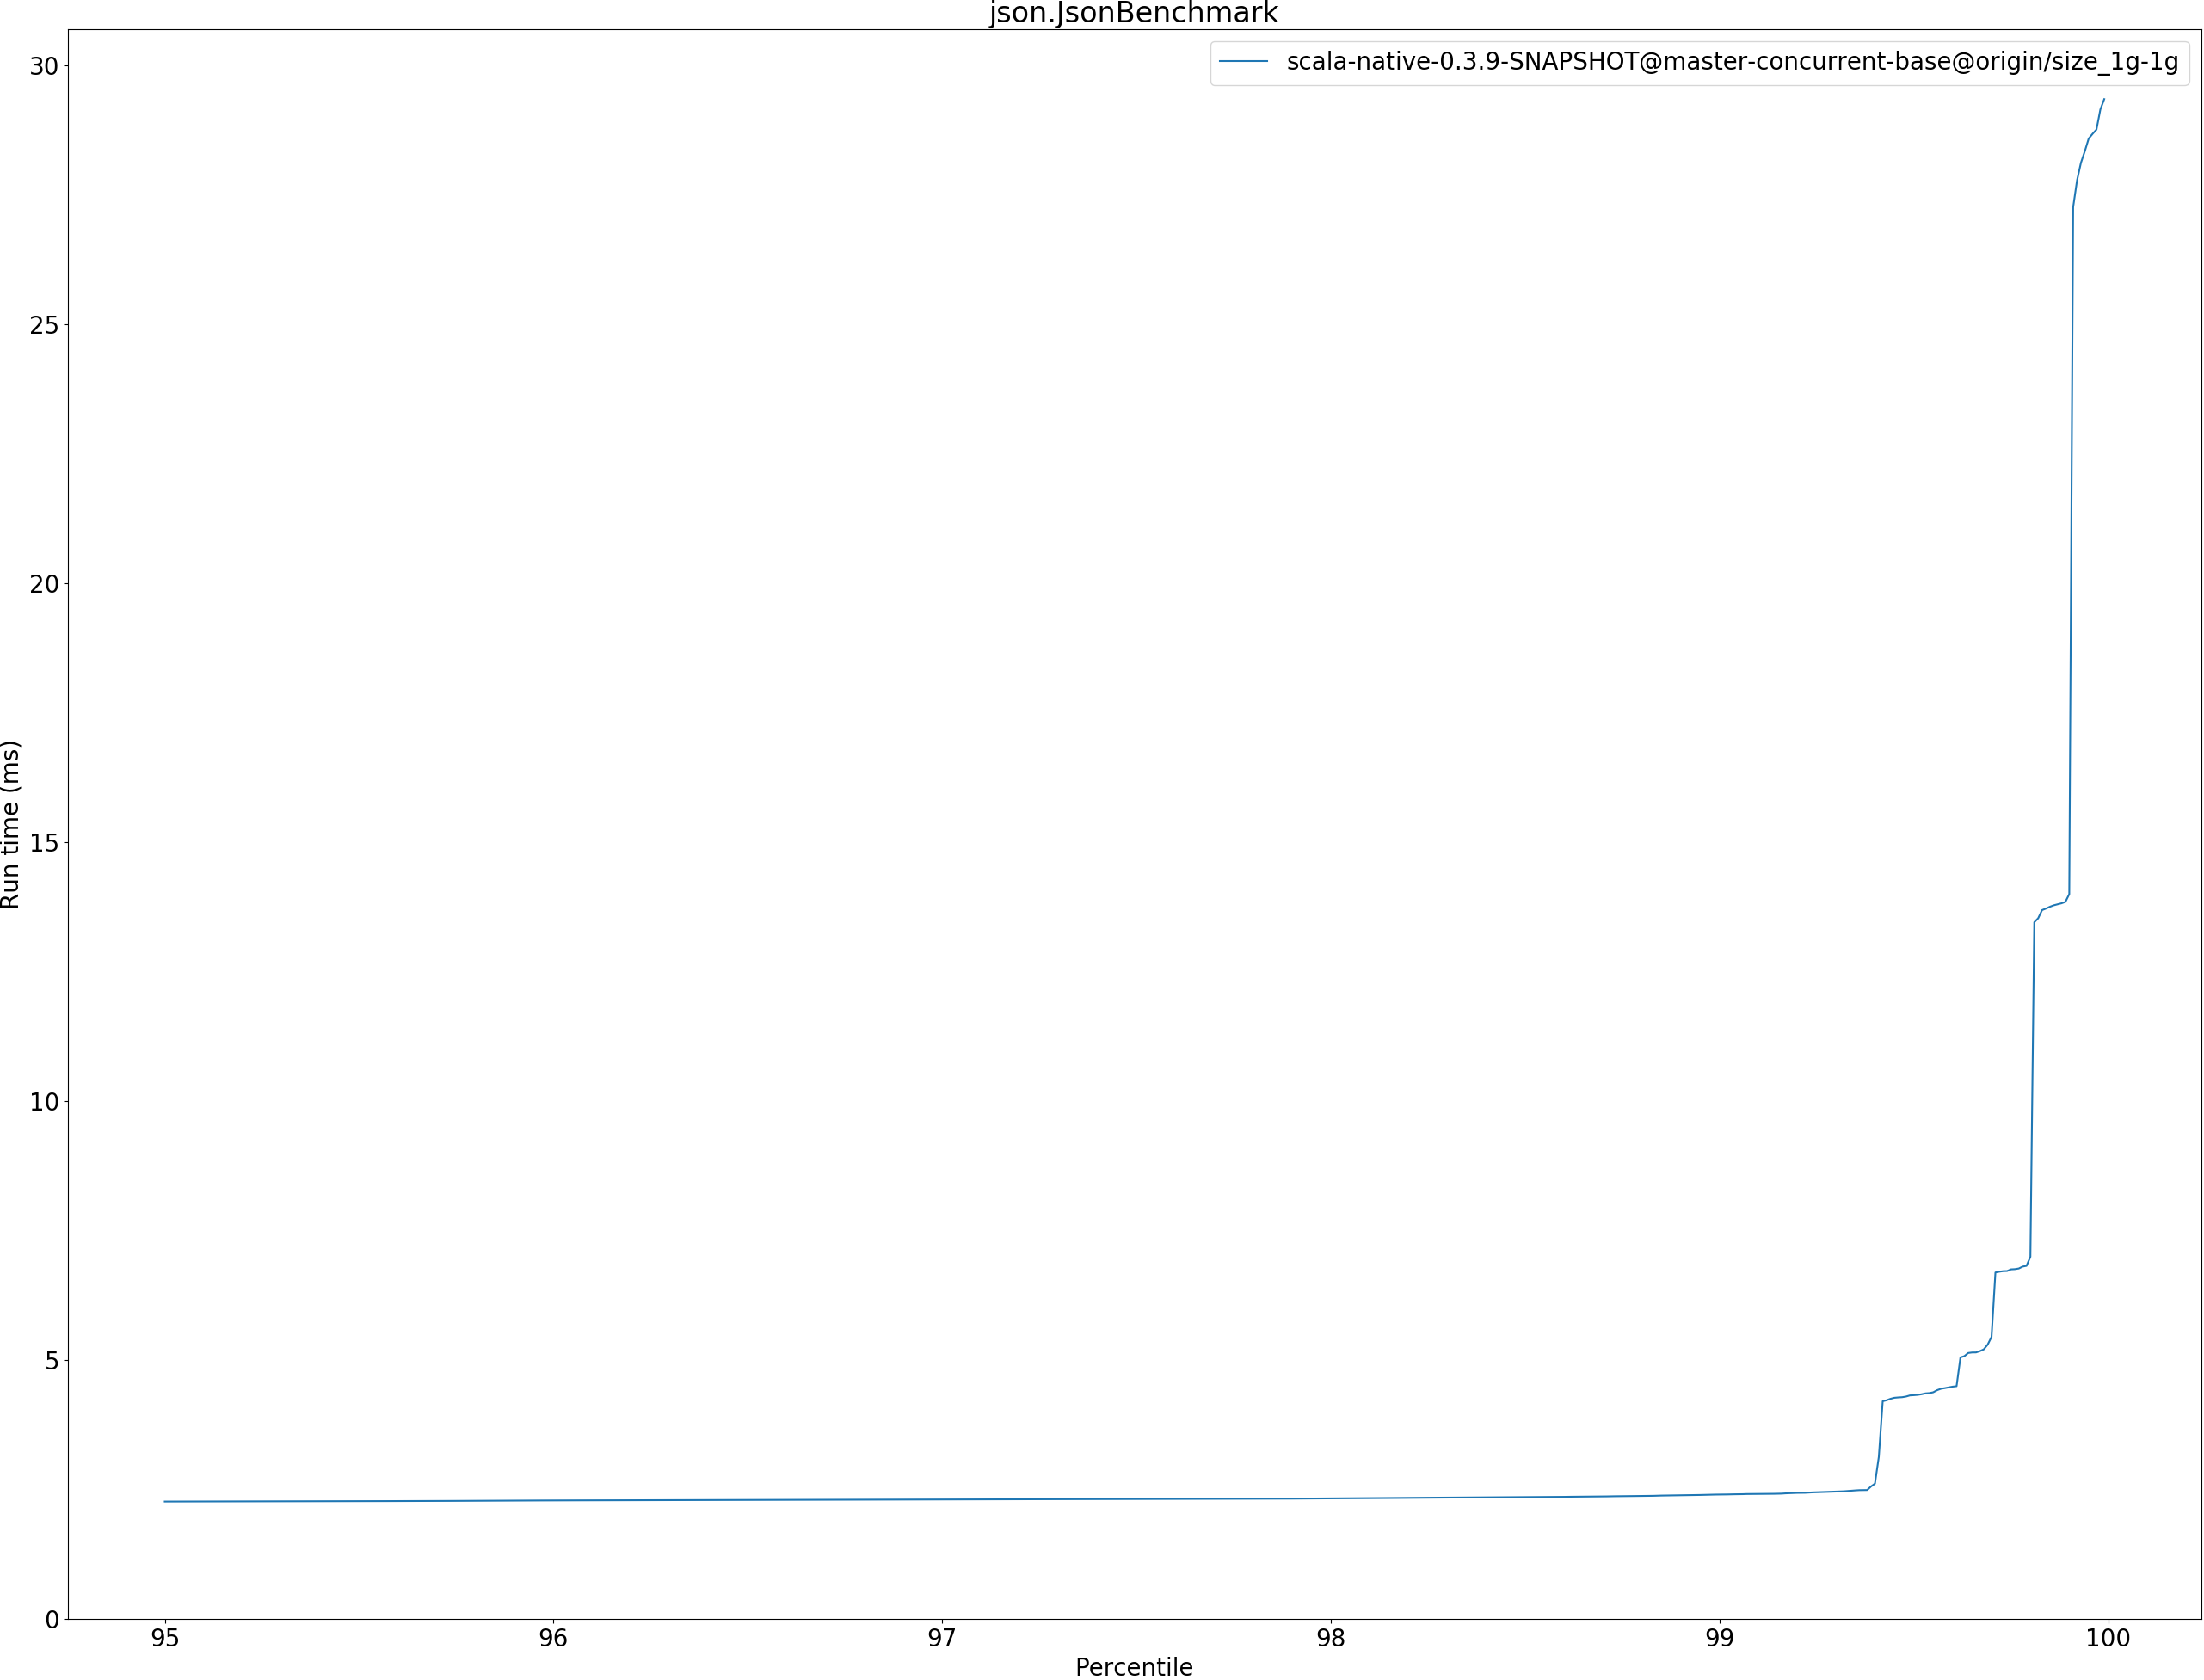 json.JsonBenchmark
scala-native-0.3.9-SNAPSHOT@master-concurrent-base@origin/size_1g-1g
Run time (ms)
30
25
20
15
10
5
0
95 96 97 98 99 100
Percentile